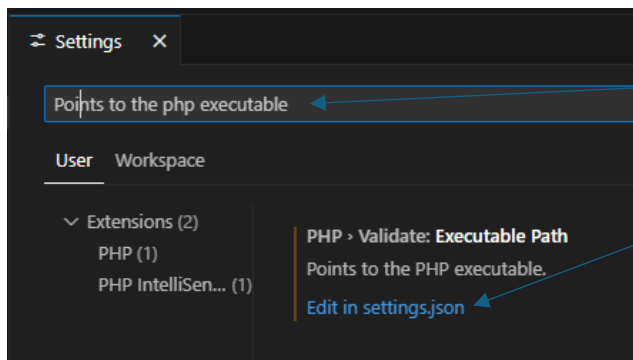 Settings
Points to the php executable
User Workspace
Extensions (2)
PHP (1)
PHP IntelliSen... (1)
PHP › Validate: Executable Path
Points to the PHP executable.
Edit in settings.json